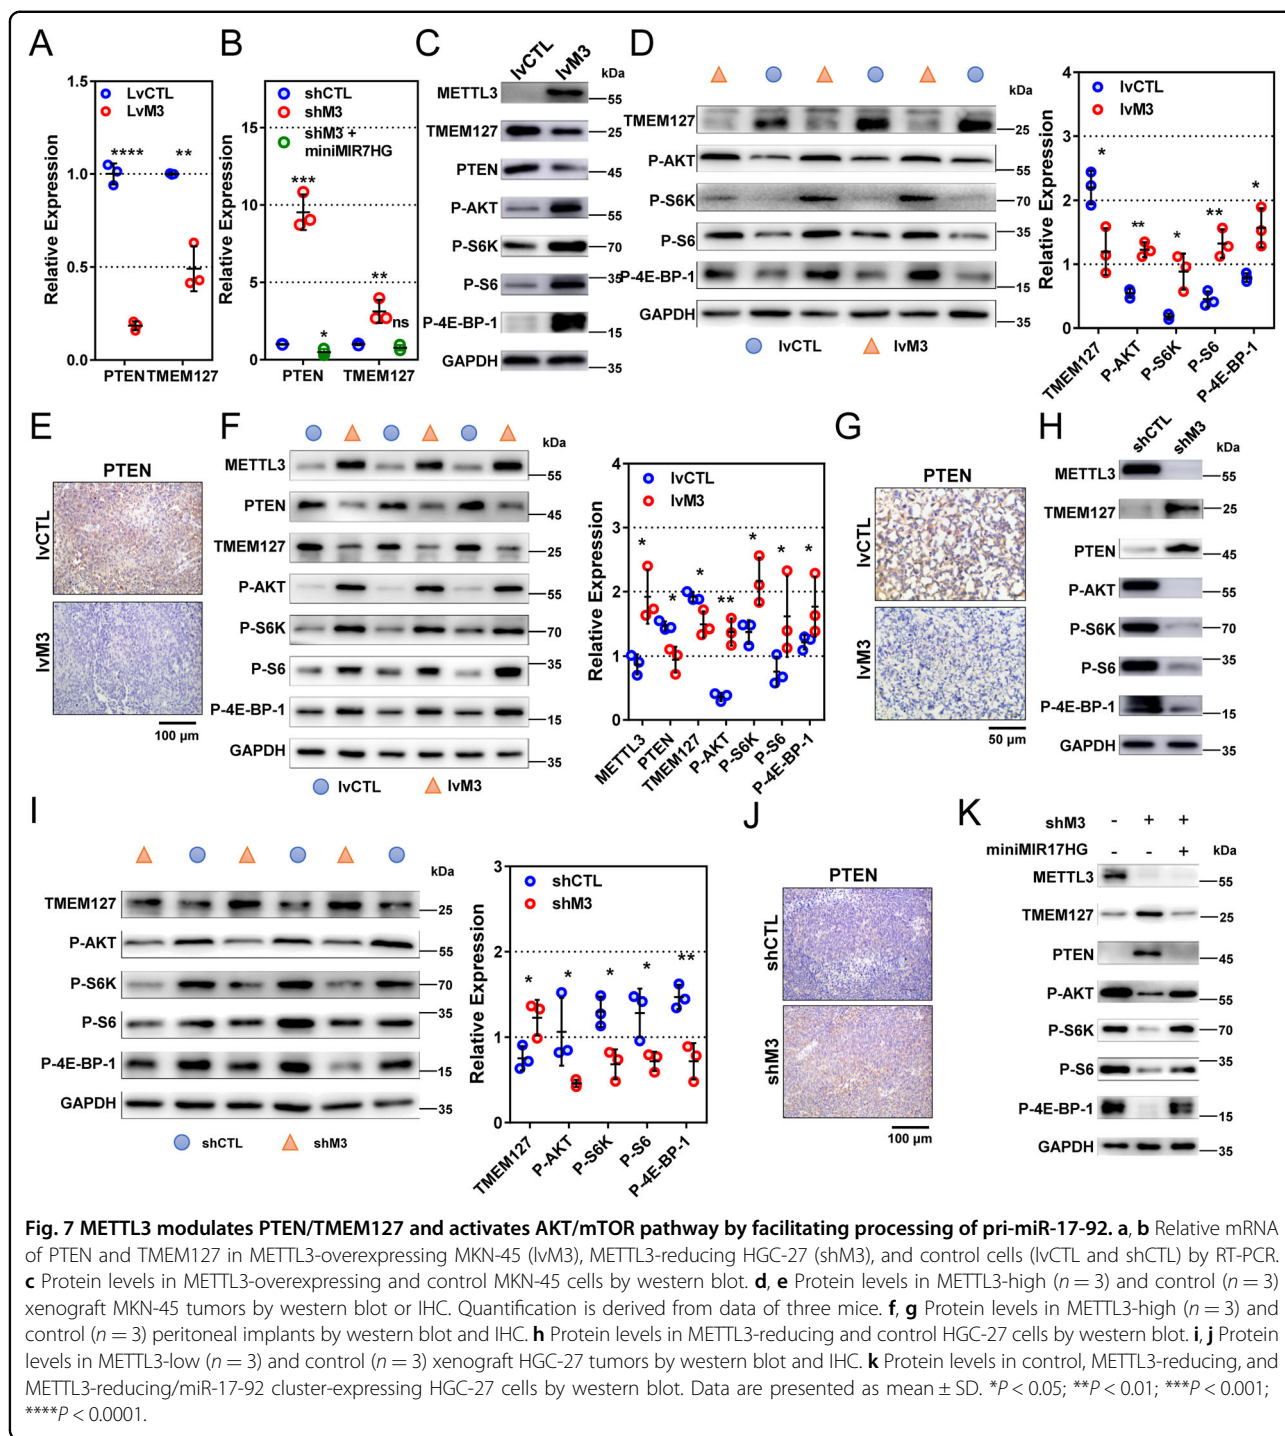 A
Relative Expression
1.5
1.0
0.5
0.0
LvCTL
LvM3
****
**
PTEN TMEM127
B
Relative Expression
15
10
5
0
shCTL
shM3
shM3 +
miniMIR7HG
***
*
**
ns
PTEN TMEM127
C
lvCTL lvM3
kDa
METTL3 55
TMEM127 25
PTEN 45
P-AKT 55
P-S6K 70
P-S6 35
P-4E-BP-1 15
GAPDH 35
D
kDa
TMEM127 25
P-AKT 55
P-S6K 70
P-S6 35
P-4E-BP-1 15
GAPDH 35
lvCTL lvM3
Relative Expression
4
3
2
1
0
lvCTL
lvM3
* ** * ** *
TMEM127 P-AKT P-S6K P-S6 P-4E-BP-1
E
PTEN
lvCTL
lvM3
100 µm
F
kDa
METTL3 55
PTEN 45
TMEM127 25
P-AKT 55
P-S6K 70
P-S6 35
P-4E-BP-1 15
GAPDH 35
lvCTL lvM3
Relative Expression
4
3
2
1
0
lvCTL
lvM3
* * * ** * * *
METTL3 PTEN TMEM127 P-AKT P-S6K P-S6 P-4E-BP-1
G
PTEN
lvCTL
lvM3
50 µm
H
shCTL shM3
METTL3 55
TMEM127 25
PTEN 45
P-AKT 55
P-S6K 70
P-S6 35
P-4E-BP-1 15
GAPDH 35
I
kDa
TMEM127 25
P-AKT 55
P-S6K 70
P-S6 35
P-4E-BP-1 15
GAPDH 35
shCTL shM3
Relative Expression
3
2
1
0
shCTL
shM3
* * * * **
TMEM127 P-AKT P-S6K P-S6 P-4E-BP-1
J
PTEN
shCTL
shM3
100 µm
K
shM3 - + +
miniMIR17HG - - + kDa
METTL3 55
TMEM127 25
PTEN 45
P-AKT 55
P-S6K 70
P-S6 35
P-4E-BP-1 15
GAPDH 35
Fig. 7 METTL3 modulates PTEN/TMEM127 and activates AKT/mTOR pathway by facilitating processing of pri-miR-17-92. a, b Relative mRNA
of PTEN and TMEM127 in METTL3-overexpressing MKN-45 (lvM3), METTL3-reducing HGC-27 (shM3), and control cells (lvCTL and shCTL) by RT-PCR.
c Protein levels in METTL3-overexpressing and control MKN-45 cells by western blot. d, e Protein levels in METTL3-high (n = 3) and control (n = 3)
xenograft MKN-45 tumors by western blot or IHC. Quantification is derived from data of three mice. f, g Protein levels in METTL3-high (n = 3) and
control (n = 3) peritoneal implants by western blot and IHC. h Protein levels in METTL3-reducing and control HGC-27 cells by western blot. i, j Protein
levels in METTL3-low (n = 3) and control (n = 3) xenograft HGC-27 tumors by western blot and IHC. k Protein levels in control, METTL3-reducing, and
METTL3-reducing/miR-17-92 cluster-expressing HGC-27 cells by western blot. Data are presented as mean ± SD. *P < 0.05; **P < 0.01; ***P < 0.001;
****P < 0.0001.